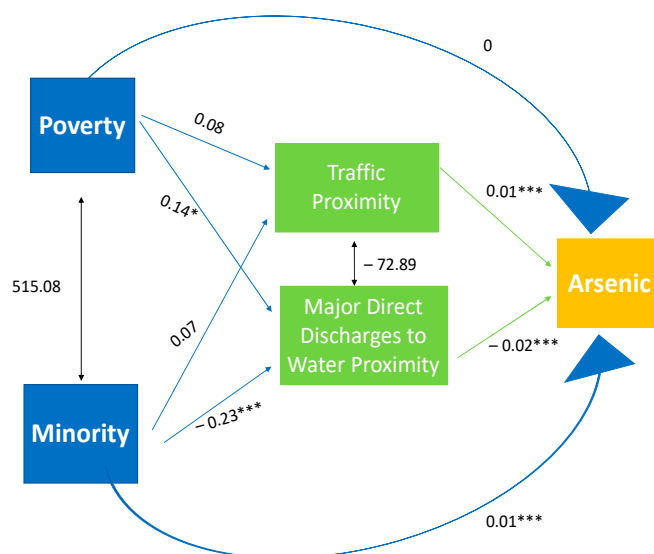 0
Poverty
0.08
Traffic
Proximity
0.01***
0.14*
515.08
– 72.89
Arsenic
0.07
Major Direct
Discharges to
Water Proximity
– 0.02***
Minority
– 0.23***
0.01***